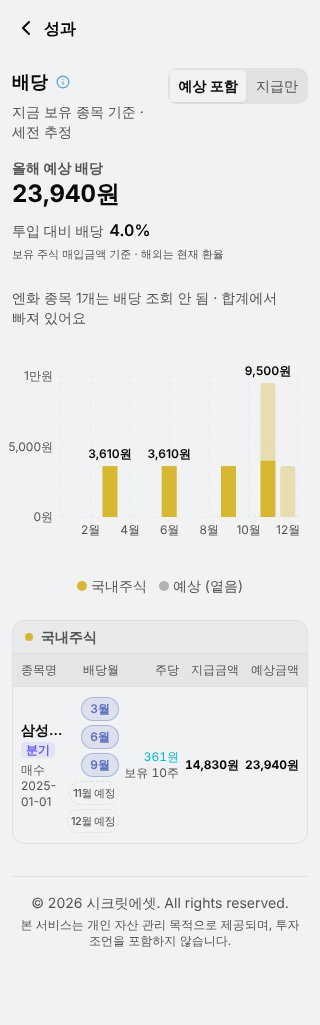 성과
배당
예상 포함
지급만
지금 보유 종목 기준 ·
세전 추정
올해 예상 배당
23,940원
투입 대비 배당 4.0%
보유 주식 매입금액 기준 · 해외는 현재 환율
엔화 종목 1개는 배당 조회 안 됨 · 합계에서
빠져 있어요
9,500원
1만원
3,610원 3,610원
5,000원
0원
2월 4월 6월 8월 10월 12월
국내주식 예상 (옅음)
국내주식
종목명 배당월 주당 지급금액 예상금액
삼성...
분기
매수
2025-
01-01
3월
6월
9월
11월 예정
12월 예정
361원
보유 10주
14,830원
23,940원
© 2026 시크릿에셋. All rights reserved.
본 서비스는 개인 자산 관리 목적으로 제공되며, 투자
조언을 포함하지 않습니다.